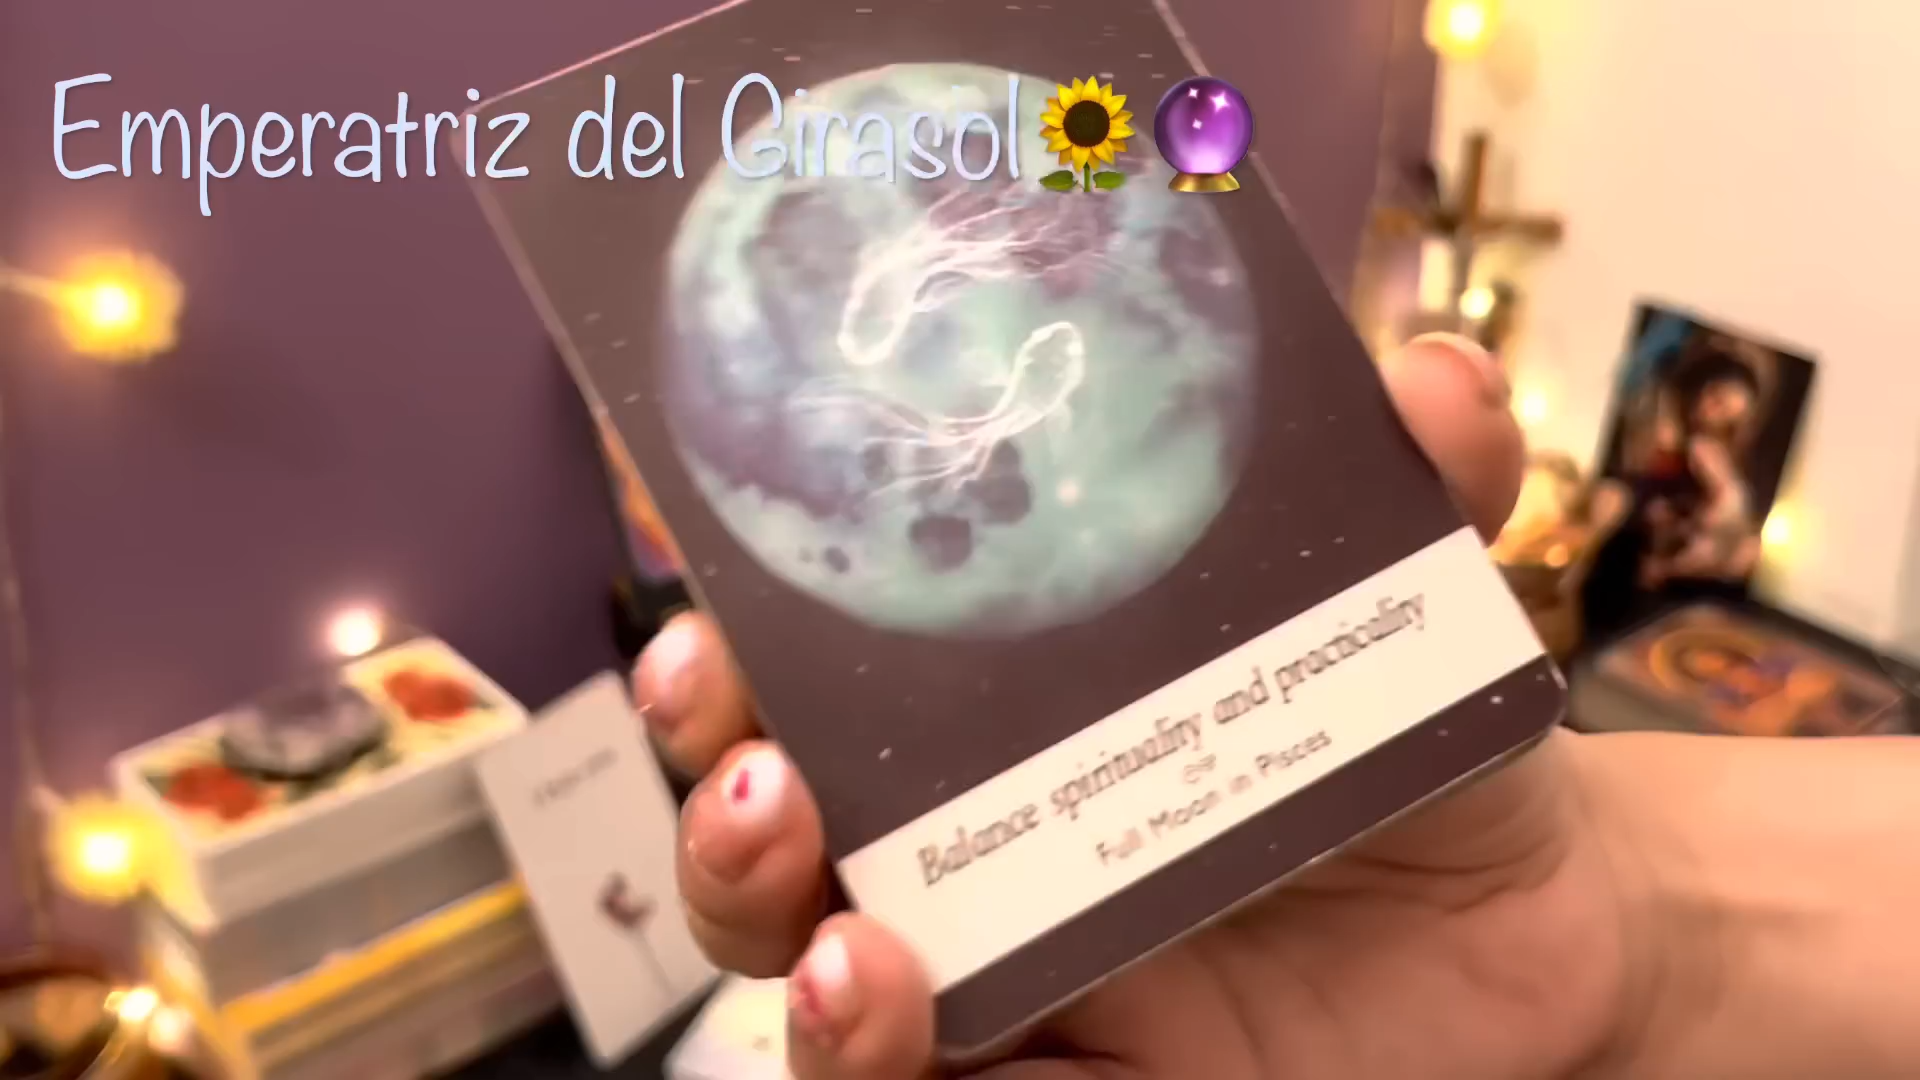 Emperatriz del Girasol🌻🔮
Balance spirituality and practicality
Full Moon in Pisces